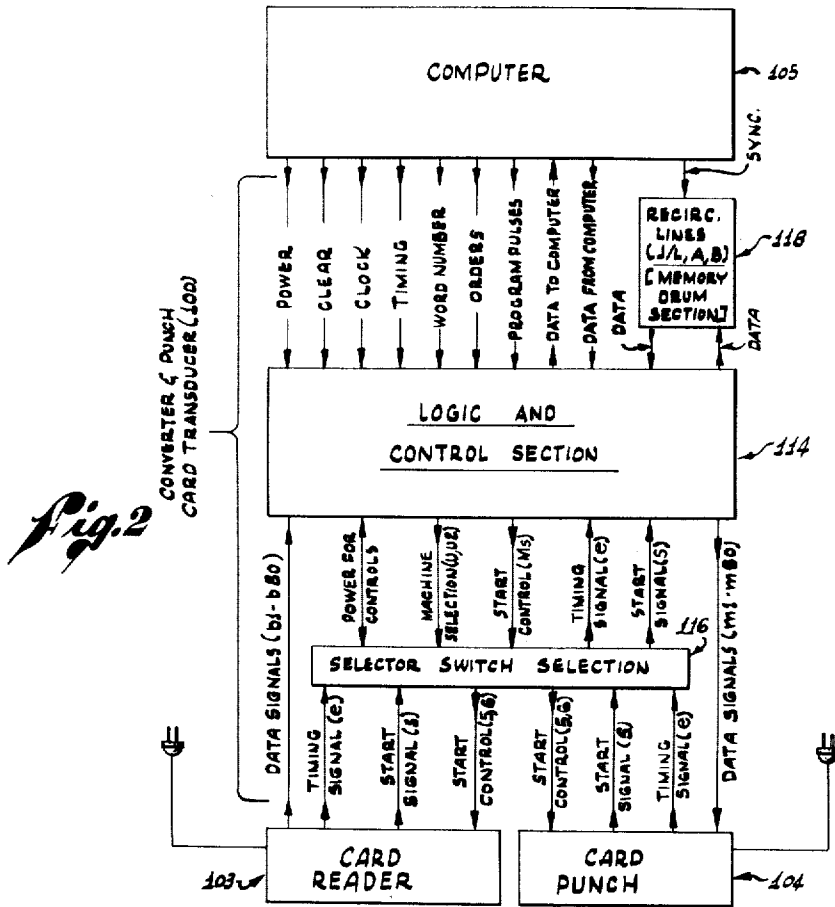 COMPUTER
105
SYNC.
RECIRC.
LINES
(J/L, A, B)
[MEMORY
DRUM
SECTION]
118
POWER
CLEAR
CLOCK
TIMING
WORD NUMBER
ORDERS
PROGRAM PULSES
DATA TO COMPUTER
DATA FROM COMPUTER
DATA
DATA
CONVERTER & PUNCH
CARD TRANSDUCER (100)
LOGIC AND
CONTROL SECTION
114
Fig. 2
DATA SIGNALS (b1-b80)
POWER FOR
CONTROLS
MACHINE
SELECTION (U,U2)
START
CONTROL (MS)
TIMING
SIGNAL (e)
START
SIGNAL (S)
DATA SIGNALS (m1-m80)
116
SELECTOR SWITCH SELECTION
TIMING
SIGNAL (e)
START
SIGNAL (S)
START
CONTROL (5,6)
START
CONTROL (5,6)
START
SIGNAL (S)
TIMING
SIGNAL (e)
CARD
READER
103
CARD
PUNCH
104